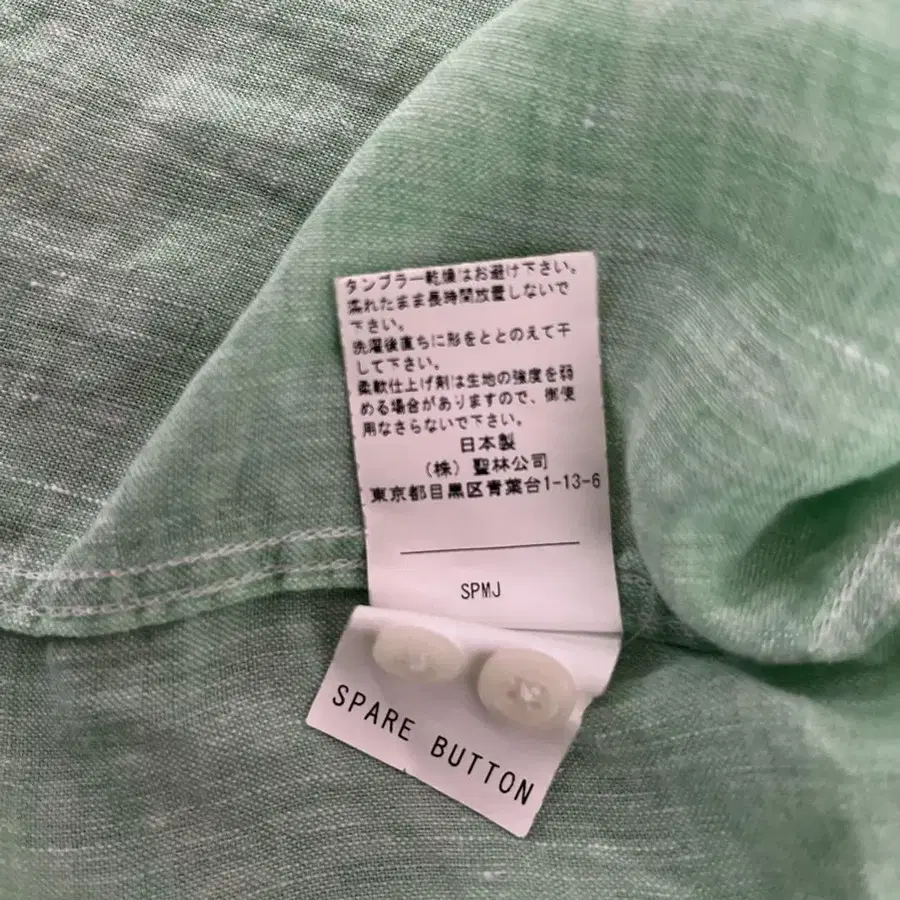 タンブラー乾燥はお避け下さい。
濡れたまま長時間放置しないで
下さい。
洗濯後直ちに形をととのえて干
して下さい。
柔軟仕上げ剤は生地の強度を弱
める場合がありますので、御使
用なさらないで下さい。
日本製
（株）聖林公司
東京都目黒区青葉台1-13-6
SPMJ
SPARE BUTTON